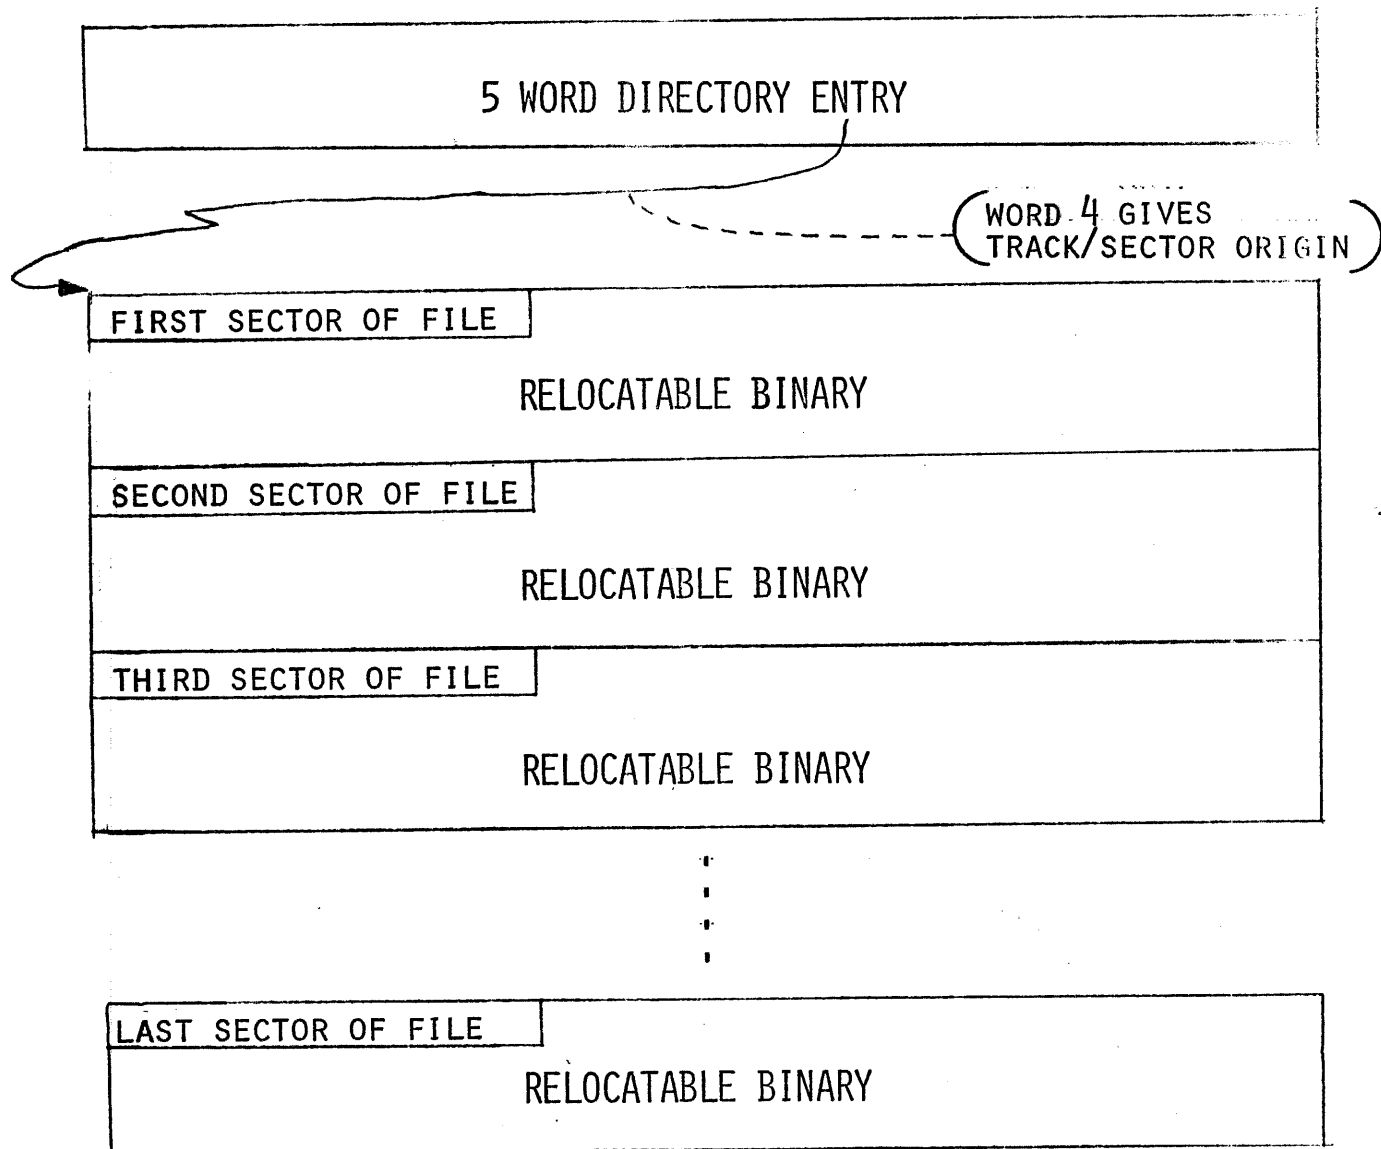 5 WORD DIRECTORY ENTRY
WORD 4 GIVES
TRACK/SECTOR ORIGIN
FIRST SECTOR OF FILE
RELOCATABLE BINARY
SECOND SECTOR OF FILE
RELOCATABLE BINARY
THIRD SECTOR OF FILE
RELOCATABLE BINARY
LAST SECTOR OF FILE
RELOCATABLE BINARY